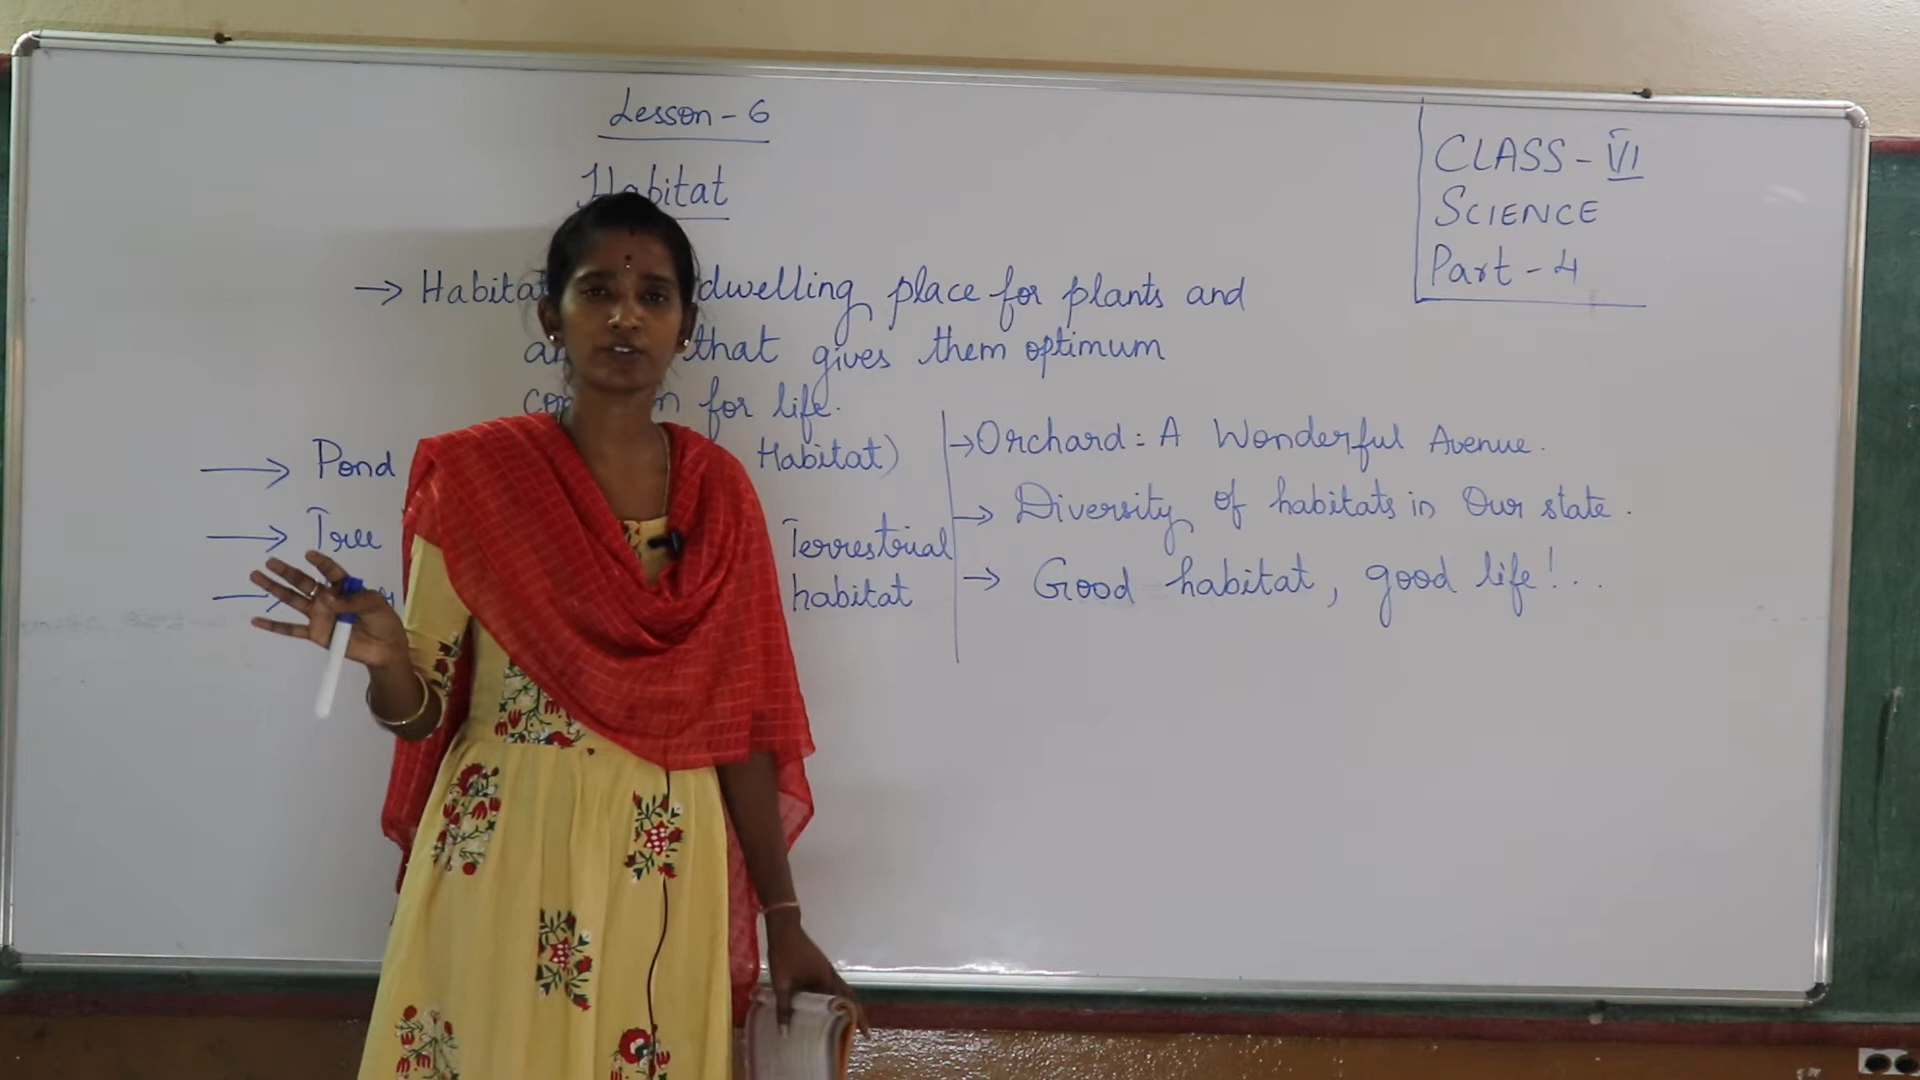 Lesson - 6
Habitat
CLASS - VI
SCIENCE
Part - 4
→ Habitat dwelling place for plants and
that gives them optimum
for life.
→ Pond Habitat)
→ Tree Terrestrial
→ habitat
→ Orchard : A Wonderful Avenue.
→ Diversity of habitats in Our state.
→ Good habitat, good life!...